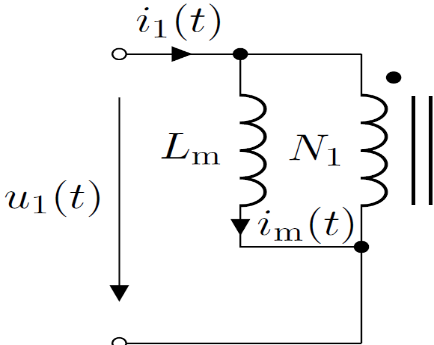 i₁(t)
Lₘ
N₁
u₁(t)
iₘ(t)